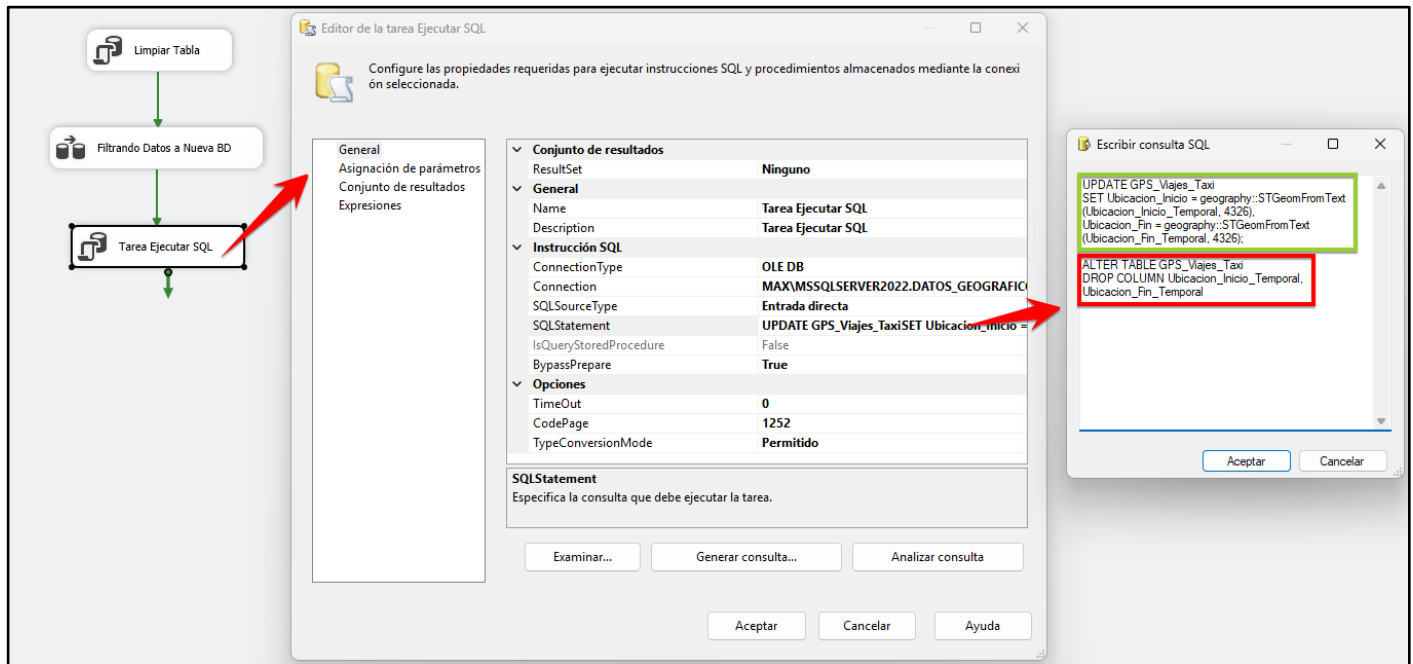 Limpiar Tabla
Filtrando Datos a Nueva BD
Tarea Ejecutar SQL
Editor de la tarea Ejecutar SQL
Configure las propiedades requeridas para ejecutar instrucciones SQL y procedimientos almacenados mediante la conexi
ón seleccionada.
General
Asignación de parámetros
Conjunto de resultados
Expresiones
Conjunto de resultados
ResultSet Ninguno
General
Name Tarea Ejecutar SQL
Description Tarea Ejecutar SQL
Instrucción SQL
ConnectionType OLE DB
Connection MAX\MSSQLSERVER2022.DATOS_GEOGRAFICO
SQLSourceType Entrada directa
SQLStatement UPDATE GPS_Viajes_TaxiSET Ubicacion_Inicio =
IsQueryStoredProcedure False
BypassPrepare True
Opciones
TimeOut 0
CodePage 1252
TypeConversionMode Permitido
SQLStatement
Especifica la consulta que debe ejecutar la tarea.
Examinar... Generar consulta... Analizar consulta
Aceptar Cancelar Ayuda
Escribir consulta SQL
UPDATE GPS_Viajes_Taxi
SET Ubicacion_Inicio = geography::STGeomFromText
(Ubicacion_Inicio_Temporal, 4326),
Ubicacion_Fin = geography::STGeomFromText
(Ubicacion_Fin_Temporal, 4326);
ALTER TABLE GPS_Viajes_Taxi
DROP COLUMN Ubicacion_Inicio_Temporal,
Ubicacion_Fin_Temporal
Aceptar Cancelar